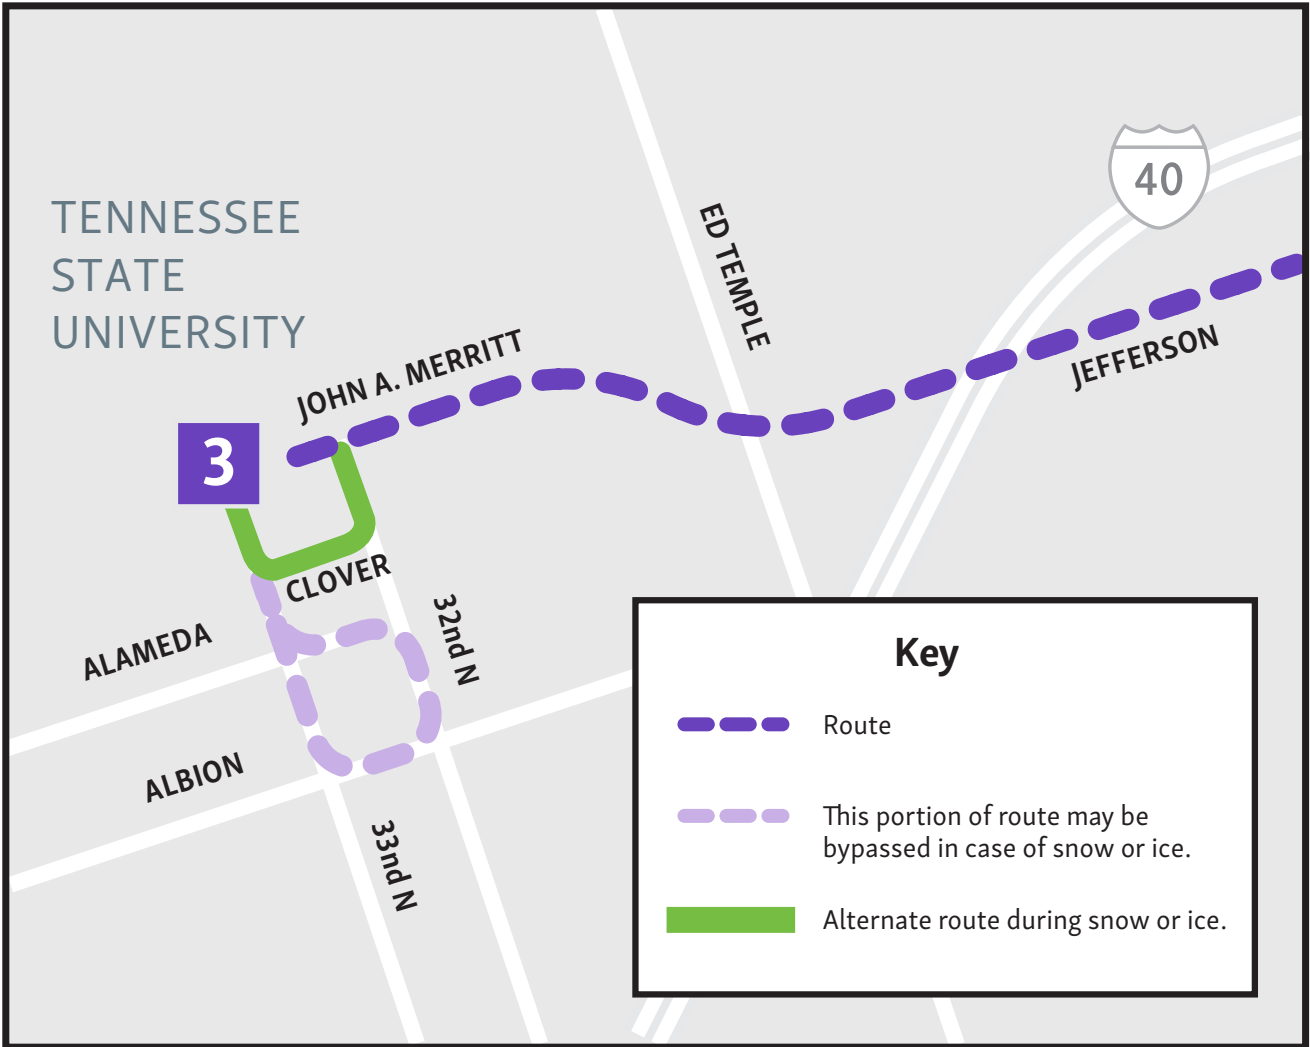 40
ED TEMPLE
TENNESSEE
STATE
UNIVERSITY
JOHN A. MERRITT
JEFFERSON
3
CLOVER
32nd N
ALAMEDA
ALBION
33nd N
Key
Route
This portion of route may be
bypassed in case of snow or ice.
Alternate route during snow or ice.